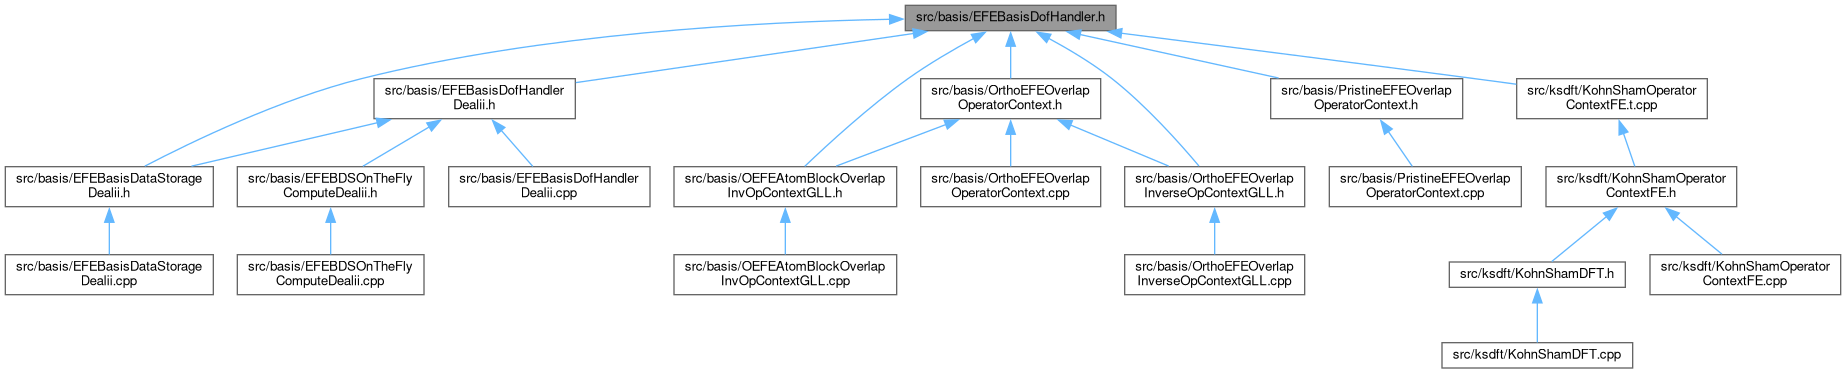 src/basis/EFEBasisDofHandler.h
src/basis/EFEBasisDofHandler
Dealii.h
src/basis/OrthoEFEOverlap
OperatorContext.h
src/basis/PristineEFEOverlap
OperatorContext.h
src/ksdft/KohnShamOperator
ContextFE.t.cpp
src/basis/EFEBasisDataStorage
Dealii.h
src/basis/EFEBDSOnTheFly
ComputeDealii.h
src/basis/EFEBasisDofHandler
Dealii.cpp
src/basis/OEFEAtomBlockOverlap
InvOpContextGLL.h
src/basis/OrthoEFEOverlap
OperatorContext.cpp
src/basis/OrthoEFEOverlap
InverseOpContextGLL.h
src/basis/PristineEFEOverlap
OperatorContext.cpp
src/ksdft/KohnShamOperator
ContextFE.h
src/basis/EFEBasisDataStorage
Dealii.cpp
src/basis/EFEBDSOnTheFly
ComputeDealii.cpp
src/basis/OEFEAtomBlockOverlap
InvOpContextGLL.cpp
src/basis/OrthoEFEOverlap
InverseOpContextGLL.cpp
src/ksdft/KohnShamDFT.h
src/ksdft/KohnShamOperator
ContextFE.cpp
src/ksdft/KohnShamDFT.cpp